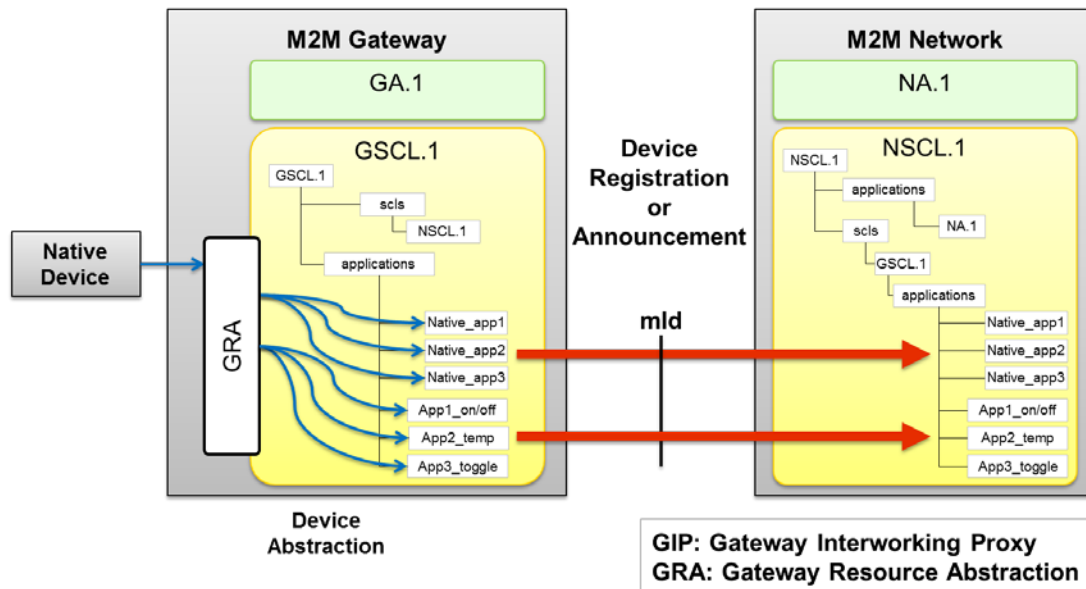 M2M Gateway
GA.1
GSCL.1
GSCL.1
scls
NSCL.1
applications
Native
Device
GRA
Native_app1
Native_app2
Native_app3
App1_on/off
App2_temp
App3_toggle
Device
Abstraction
Device
Registration
or
Announcement
mId
M2M Network
NA.1
NSCL.1
NSCL.1
applications
NA.1
scls
GSCL.1
applications
Native_app1
Native_app2
Native_app3
App1_on/off
App2_temp
App3_toggle
GIP: Gateway Interworking Proxy
GRA: Gateway Resource Abstraction